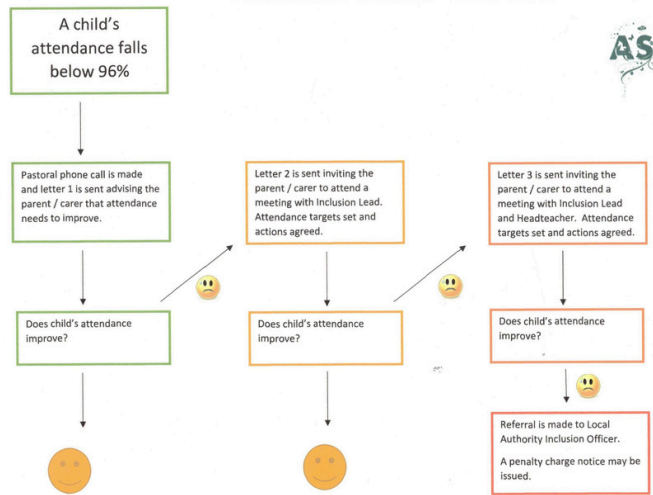 A child's
attendance falls
below 96%
AS
Pastoral phone call is made
and letter 1 is sent advising the
parent / carer that attendance
needs to improve.
Letter 2 is sent inviting the
parent / carer to attend a
meeting with Inclusion Lead.
Attendance targets set and
actions agreed.
Letter 3 is sent inviting the
parent / carer to attend a
meeting with Inclusion Lead
and Headteacher. Attendance
targets set and actions agreed.
Does child's attendance
improve?
Does child's attendance
improve?
Does child's attendance
improve?
Referral is made to Local
Authority Inclusion Officer.
A penalty charge notice may be
issued.